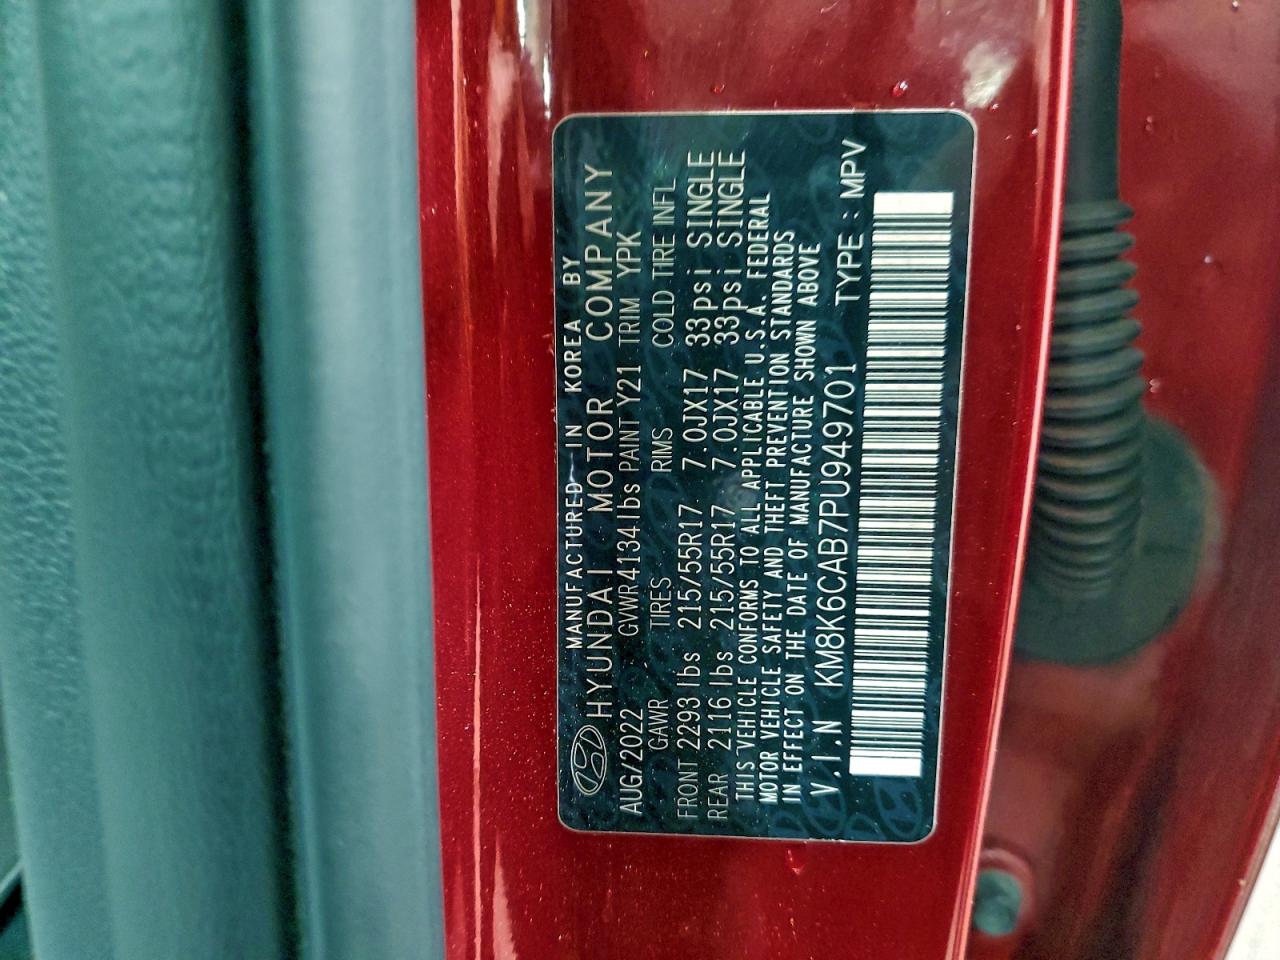 MANUFACTURED IN KOREA BY
HYUNDAI MOTOR COMPANY
AUG/2022 GVWR 4134lbs PAINT Y21 TRIM YPK
GAWR TIRES RIMS COLD TIRE INFL
FRONT 2293 lbs 215/55R17 7.0JX17 33psi SINGLE
REAR 2116 lbs 215/55R17 7.0JX17 33psi SINGLE
THIS VEHICLE CONFORMS TO ALL APPLICABLE U.S.A. FEDERAL
MOTOR VEHICLE SAFETY AND THEFT PREVENTION STANDARDS
IN EFFECT ON THE DATE OF MANUFACTURE SHOWN ABOVE
V.I.N KM8K6CAB7PU949701 TYPE : MPV